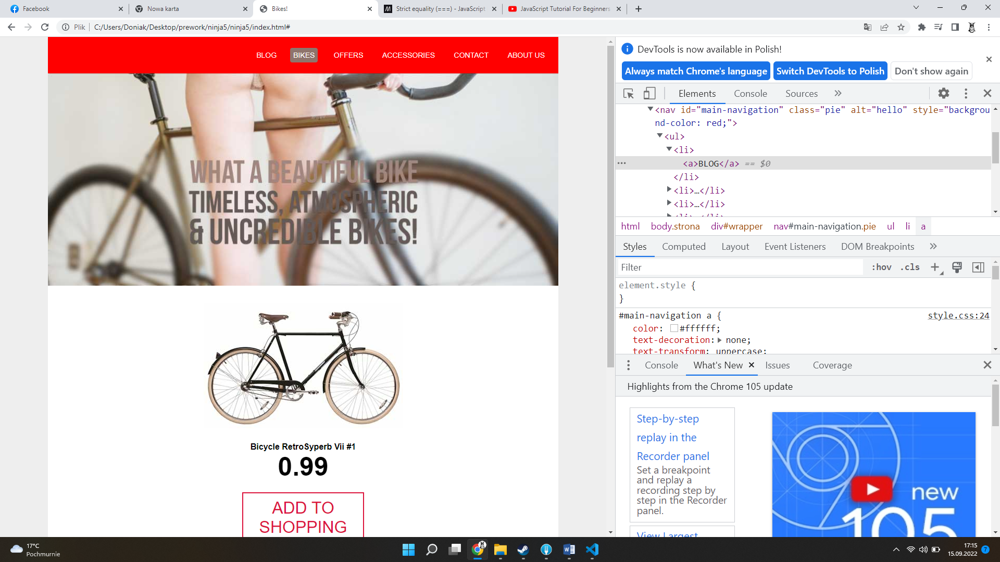 Facebook
Nowa karta
Bikes!
Strict equality (===) - JavaScript
JavaScript Tutorial For Beginners
Plik
C:/Users/Doniak/Desktop/prework/ninja5/ninja5/index.html#
BLOG BIKES OFFERS ACCESSORIES CONTACT ABOUT US
WHAT A BEAUTIFUL BIKE
TIMELESS, ATMOSPHERIC
& UNCREDIBLE BIKES!
Bicycle RetroSyperb Vii #1
0.99
ADD TO
SHOPPING
DevTools is now available in Polish!
Always match Chrome's language Switch DevTools to Polish Don't show again
Elements Console Sources
<nav id="main-navigation" class="pie" alt="hello" style="backgrou
nd-color: red;">
<ul>
<li>
<a>BLOG</a> == $0
</li>
<li>…</li>
<li>…</li>
<li>…</li>
html body.strona div#wrapper nav#main-navigation.pie ul li a
Styles Computed Layout Event Listeners DOM Breakpoints
Filter :hov .cls
element.style {
}
#main-navigation a { style.css:24
color: #ffffff;
text-decoration: none;
text-transform: uppercase;
Console What's New Issues Coverage
Highlights from the Chrome 105 update
Step-by-step
replay in the
Recorder panel
Set a breakpoint
and replay a
recording step by
step in the Recorder
panel.
View Largest
new
105
17°C
Pochmurnie
17:15
15.09.2022
7